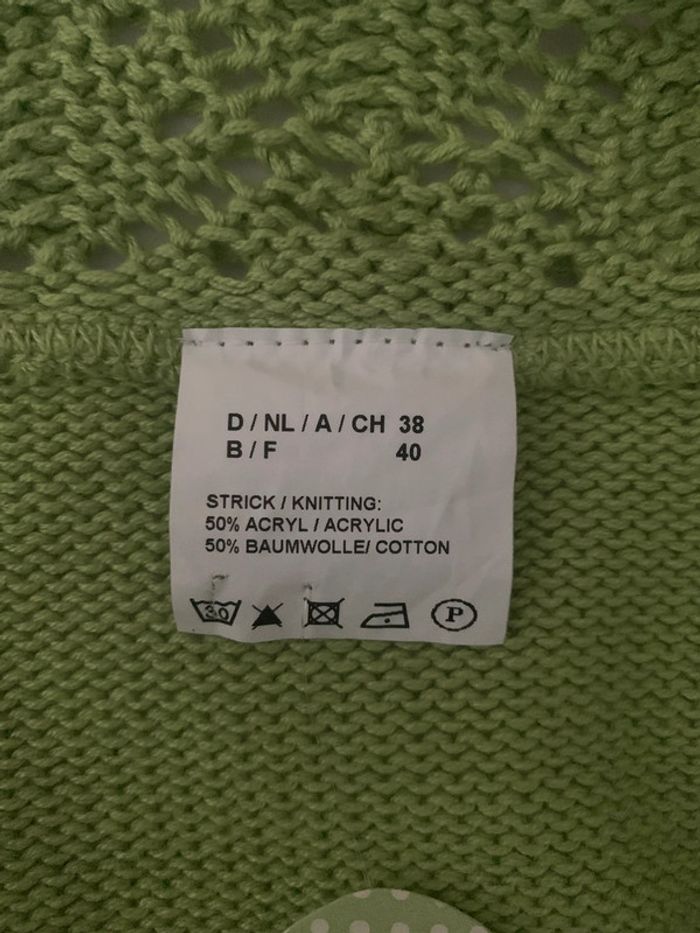 D / NL / A / CH 38
B / F 40
STRICK / KNITTING:
50% ACRYL / ACRYLIC
50% BAUMWOLLE/ COTTON
30 P